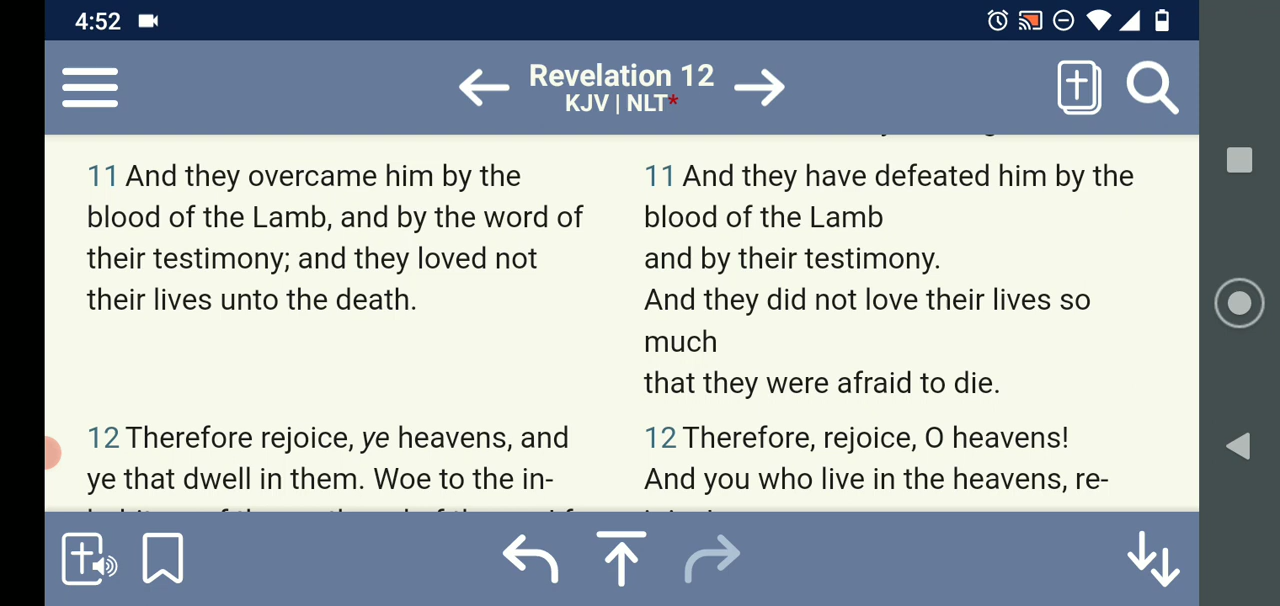 4:52
Revelation 12
KJV | NLT*
11 And they overcame him by the
blood of the Lamb, and by the word of
their testimony; and they loved not
their lives unto the death.
11 And they have defeated him by the
blood of the Lamb
and by their testimony.
And they did not love their lives so
much
that they were afraid to die.
12 Therefore rejoice, ye heavens, and
ye that dwell in them. Woe to the in-
12 Therefore, rejoice, O heavens!
And you who live in the heavens, re-